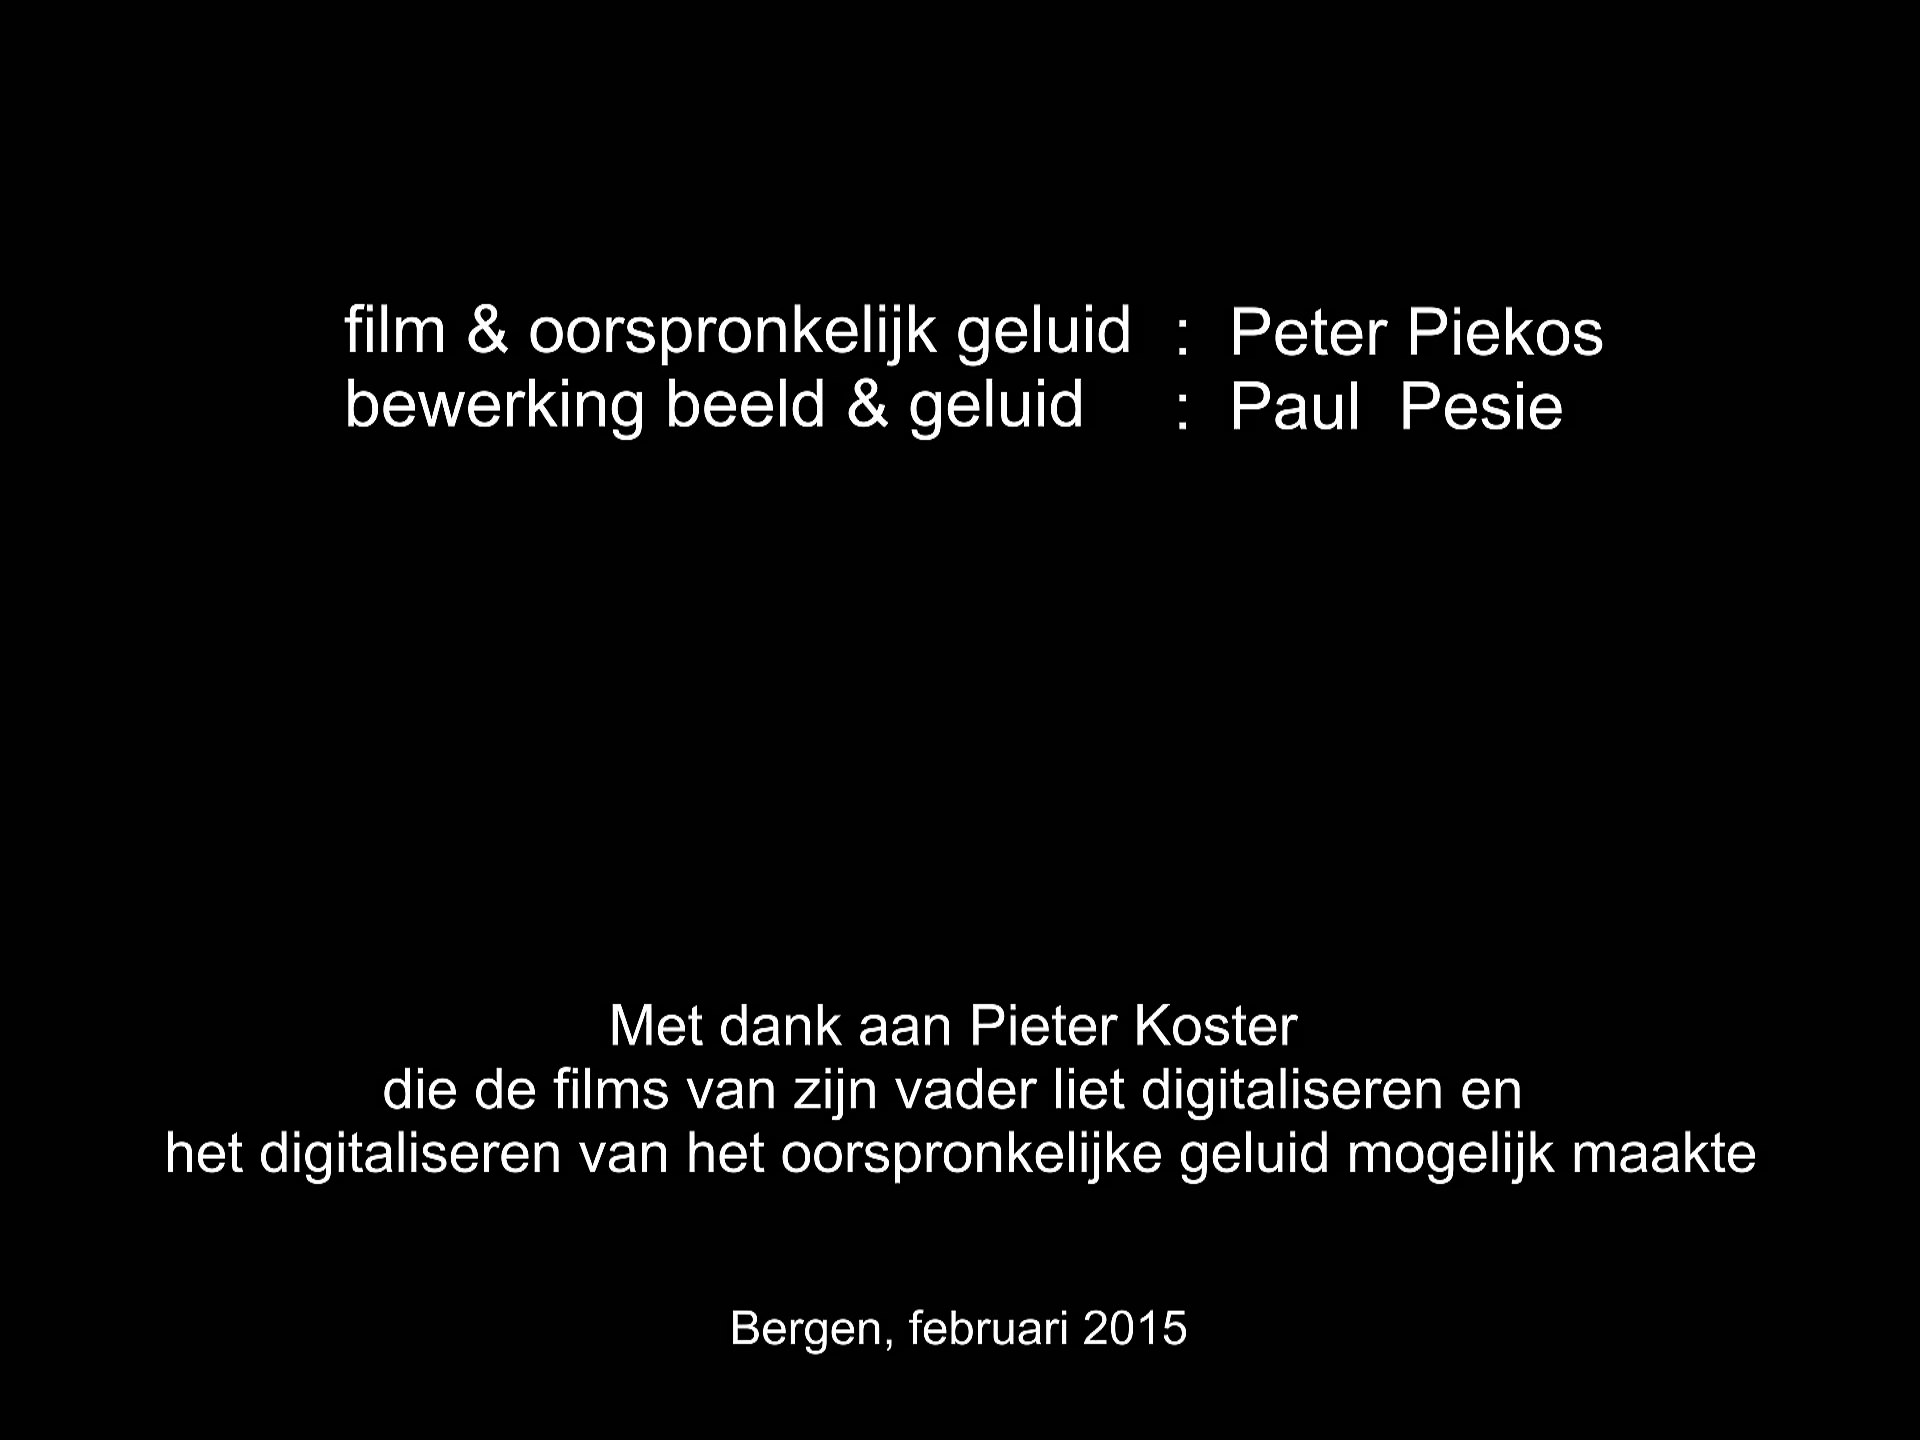 film & oorspronkelijk geluid : Peter Piekos
bewerking beeld & geluid : Paul Pesie
Met dank aan Pieter Koster
die de films van zijn vader liet digitaliseren en
het digitaliseren van het oorspronkelijke geluid mogelijk maakte
Bergen, februari 2015